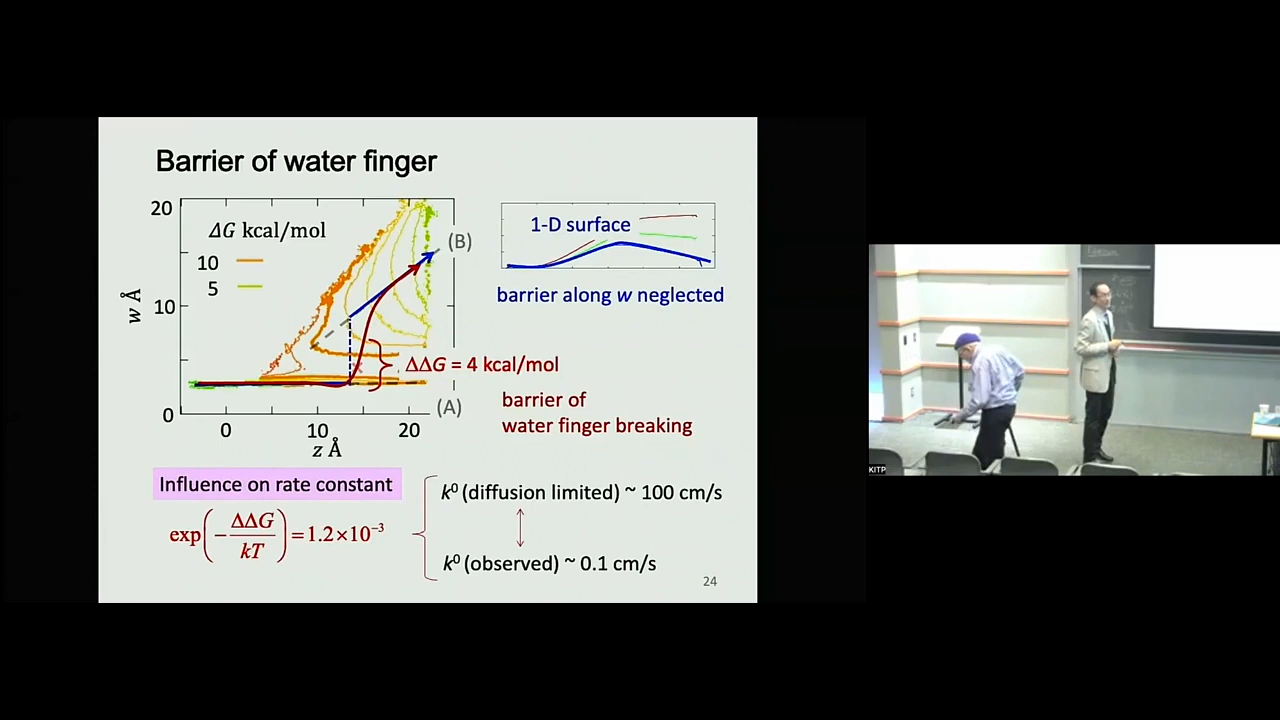 Barrier of water finger
20
10
0
w Å
ΔG kcal/mol
10
5
(B)
(A)
0
10
20
z Å
ΔΔG = 4 kcal/mol
1-D surface
barrier along w neglected
barrier of
water finger breaking
Influence on rate constant
exp(-ΔΔG/kT)=1.2×10⁻³
k⁰ (diffusion limited) ~ 100 cm/s
k⁰ (observed) ~ 0.1 cm/s
24
KITP